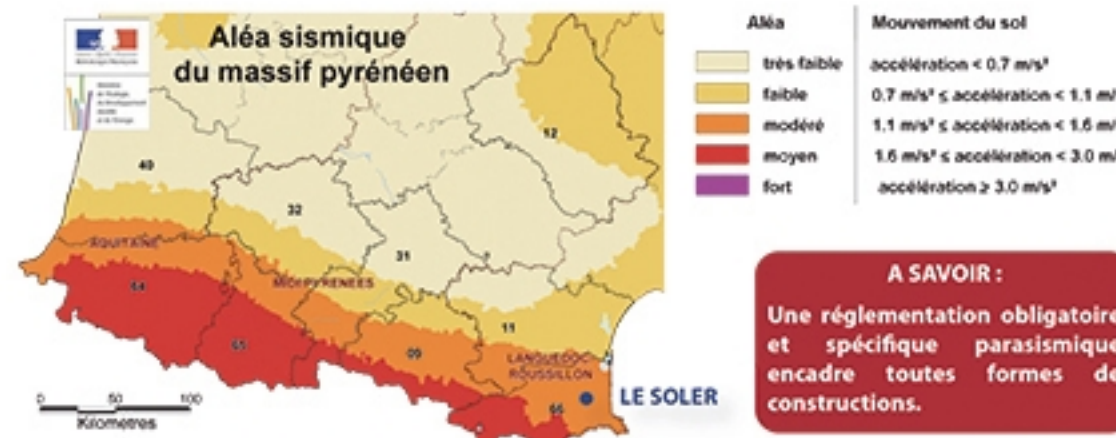 Aléa sismique
du massif pyrénéen
Aléa
Mouvement du sol
très faible
accélération < 0.7 m/s²
faible
0.7 m/s² ≤ accélération < 1.1 m/
modéré
1.1 m/s² ≤ accélération < 1.6 m/
moyen
1.6 m/s² ≤ accélération < 3.0 m/
fort
accélération ≥ 3.0 m/s²
12
40
32
31
AQUITAINE
MIDI PYRENEES
64
65
09
11
LANGUEDOC
ROUSSILLON
66
LE SOLER
0 50 100
Kilometres
A SAVOIR :
Une réglementation obligatoire
et spécifique parasismique
encadre toutes formes de
constructions.